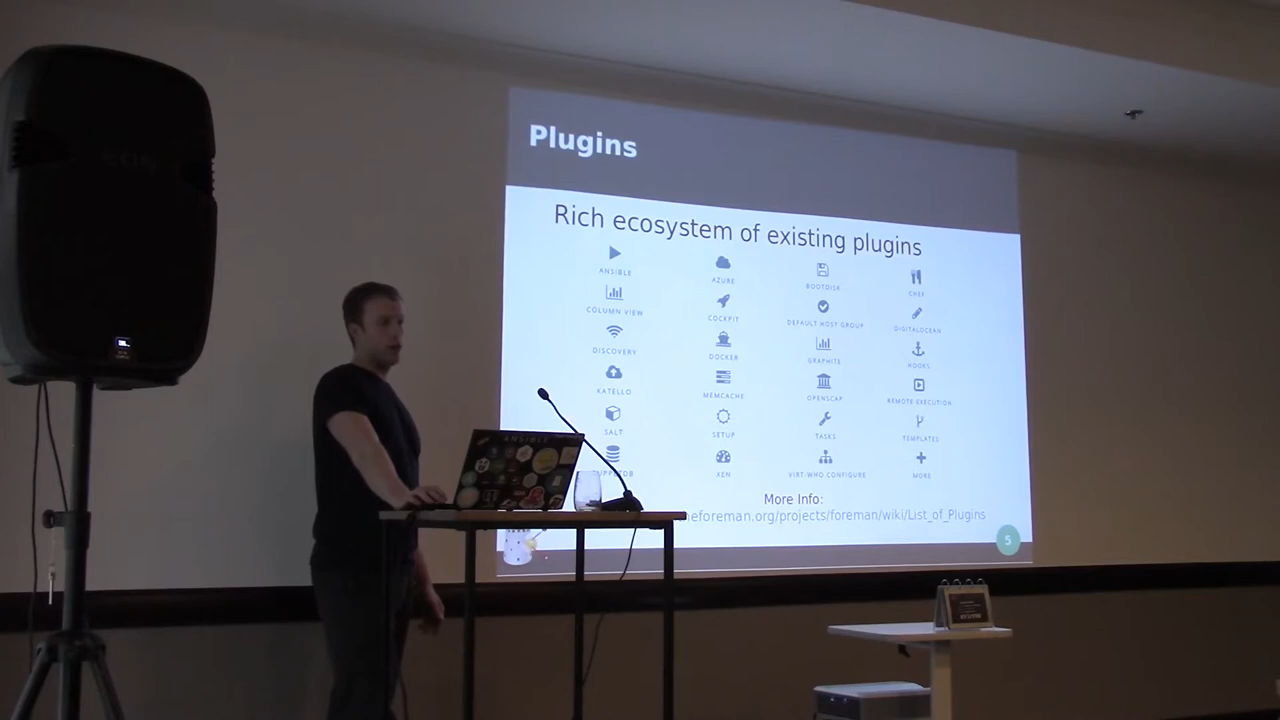 Plugins
Rich ecosystem of existing plugins
ANSIBLE AZURE BOOTDISK CHEF
COLUMN VIEW COCKPIT DEFAULT HOST GROUP DIGITALOCEAN
DISCOVERY DOCKER GRAPHITE HOOKS
KATELLO MEMCACHE OPENSCAP REMOTE EXECUTION
SALT SETUP TASKS TEMPLATES
XEN VIRT-WHO CONFIGURE MORE
More Info:
heforeman.org/projects/foreman/wiki/List_of_Plugins
5
ANSIBLE